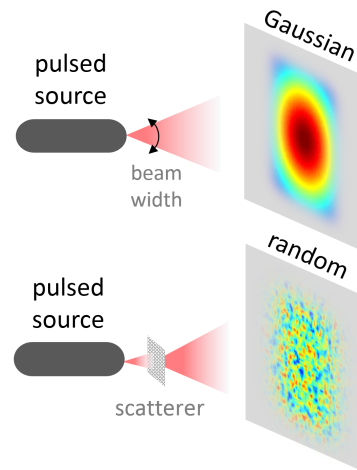 Gaussian
pulsed
source
beam
width
random
pulsed
source
scatterer